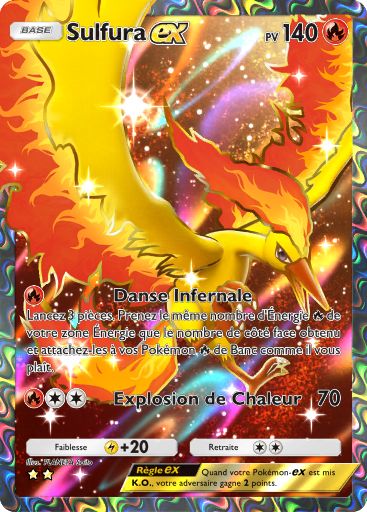 BASE Sulfura ex PV 140
Danse Infernale
Lancez 3 pièces. Prenez le même nombre d'Énergie de
votre zone Énergie que le nombre de côté face obtenu
et attachez-les à vos Pokémon de Banc comme il vous
plaît.
Explosion de Chaleur 70
Faiblesse +20 Retraite
Illus. PLANETA Tsuji
Règle ex Quand votre Pokémon-ex est mis
K.O., votre adversaire gagne 2 points.